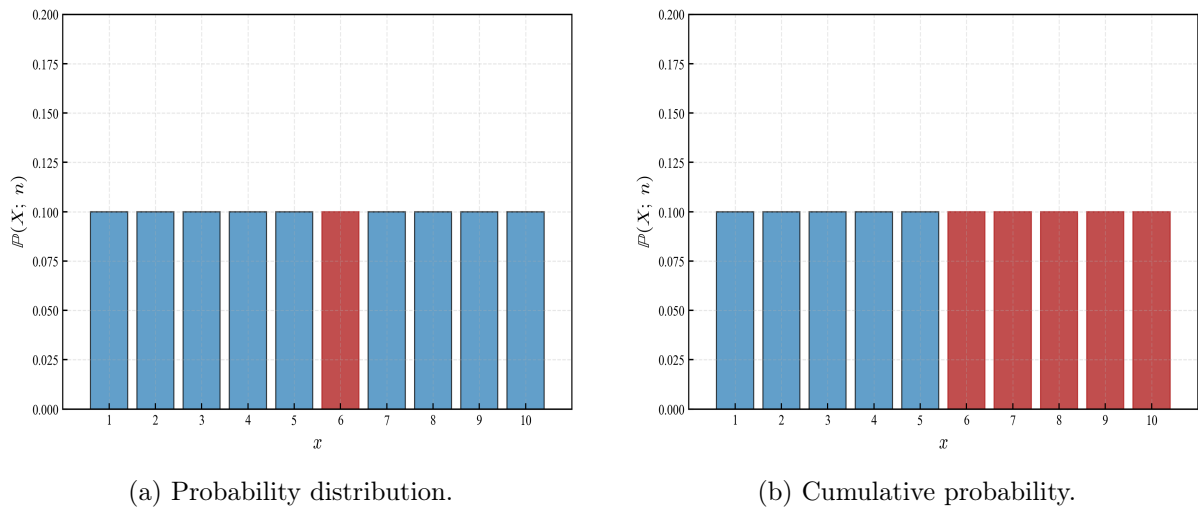 0.200
0.175
0.150
0.125
0.100
0.075
0.050
0.025
0.000
ℙ(X; n)
1 2 3 4 5 6 7 8 9 10
x
(a) Probability distribution.
0.200
0.175
0.150
0.125
0.100
0.075
0.050
0.025
0.000
ℙ(X; n)
1 2 3 4 5 6 7 8 9 10
x
(b) Cumulative probability.